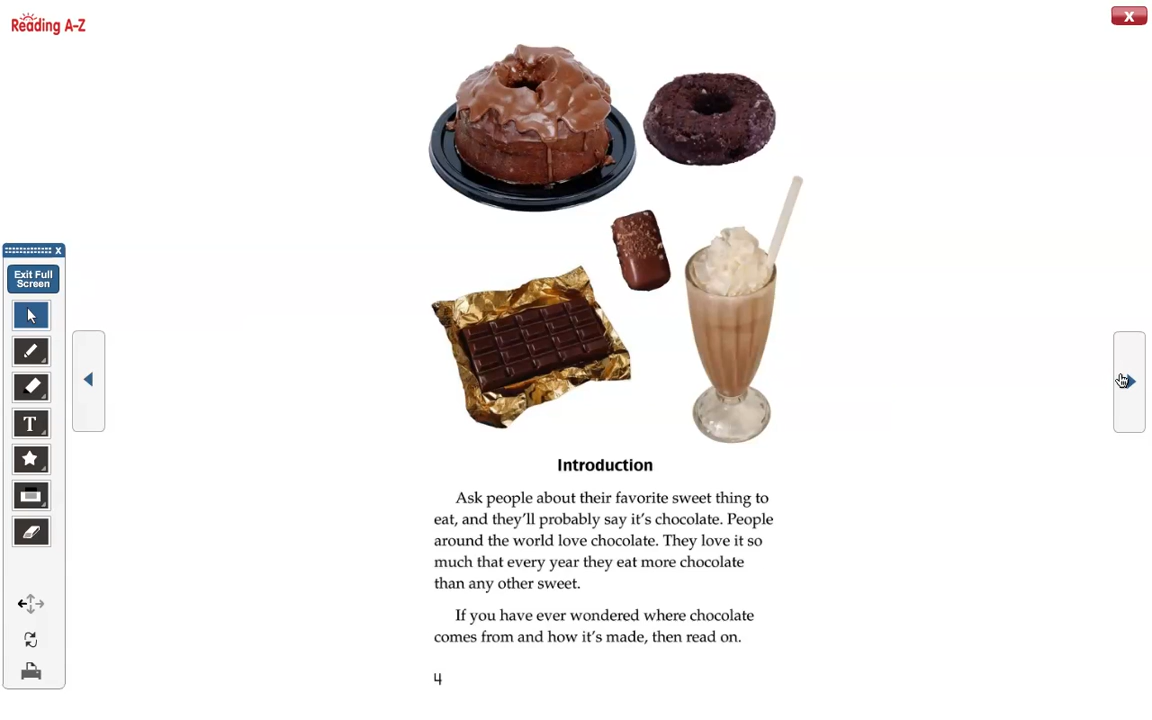 Reading A-Z
X
x
Exit Full
Screen
T
Introduction
Ask people about their favorite sweet thing to
eat, and they'll probably say it's chocolate. People
around the world love chocolate. They love it so
much that every year they eat more chocolate
than any other sweet.
If you have ever wondered where chocolate
comes from and how it's made, then read on.
4